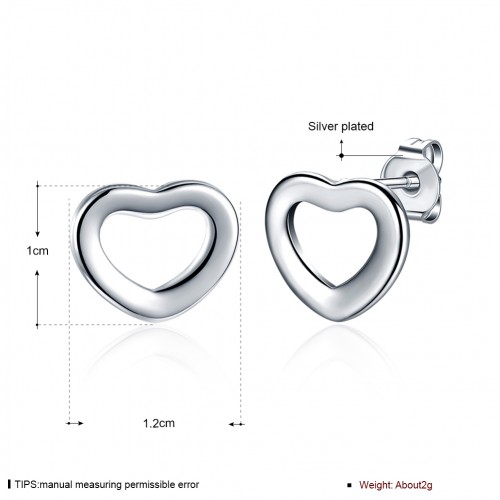 Silver plated
1cm
1.2cm
TIPS:manual measuring permissible error
Weight: About2g